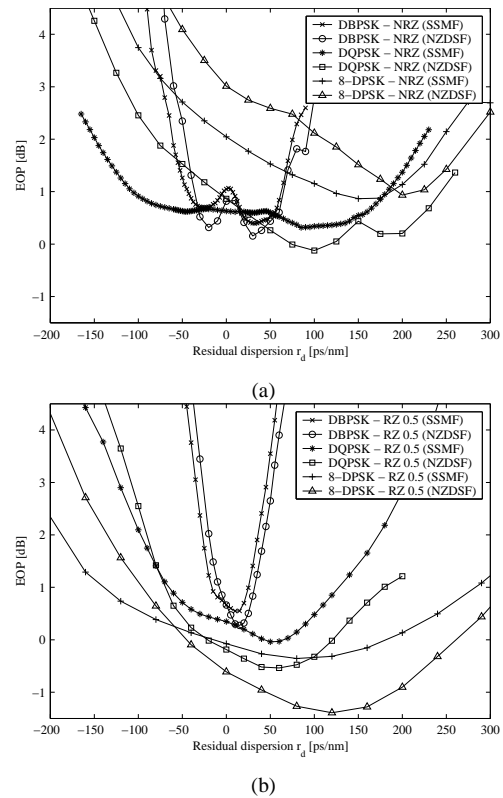 4
3
2
1
0
−1
EOP [dB]
DBPSK − NRZ (SSMF)
DBPSK − NRZ (NZDSF)
DQPSK − NRZ (SSMF)
DQPSK − NRZ (NZDSF)
8−DPSK − NRZ (SSMF)
8−DPSK − NRZ (NZDSF)
−200 −150 −100 −50 0 50 100 150 200 250 300
Residual dispersion r_d [ps/nm]
(a)
4
3
2
1
0
−1
EOP [dB]
DBPSK − RZ 0.5 (SSMF)
DBPSK − RZ 0.5 (NZDSF)
DQPSK − RZ 0.5 (SSMF)
DQPSK − RZ 0.5 (NZDSF)
8−DPSK − RZ 0.5 (SSMF)
8−DPSK − RZ 0.5 (NZDSF)
−200 −150 −100 −50 0 50 100 150 200 250 300
Residual dispersion r_d [ps/nm]
(b)